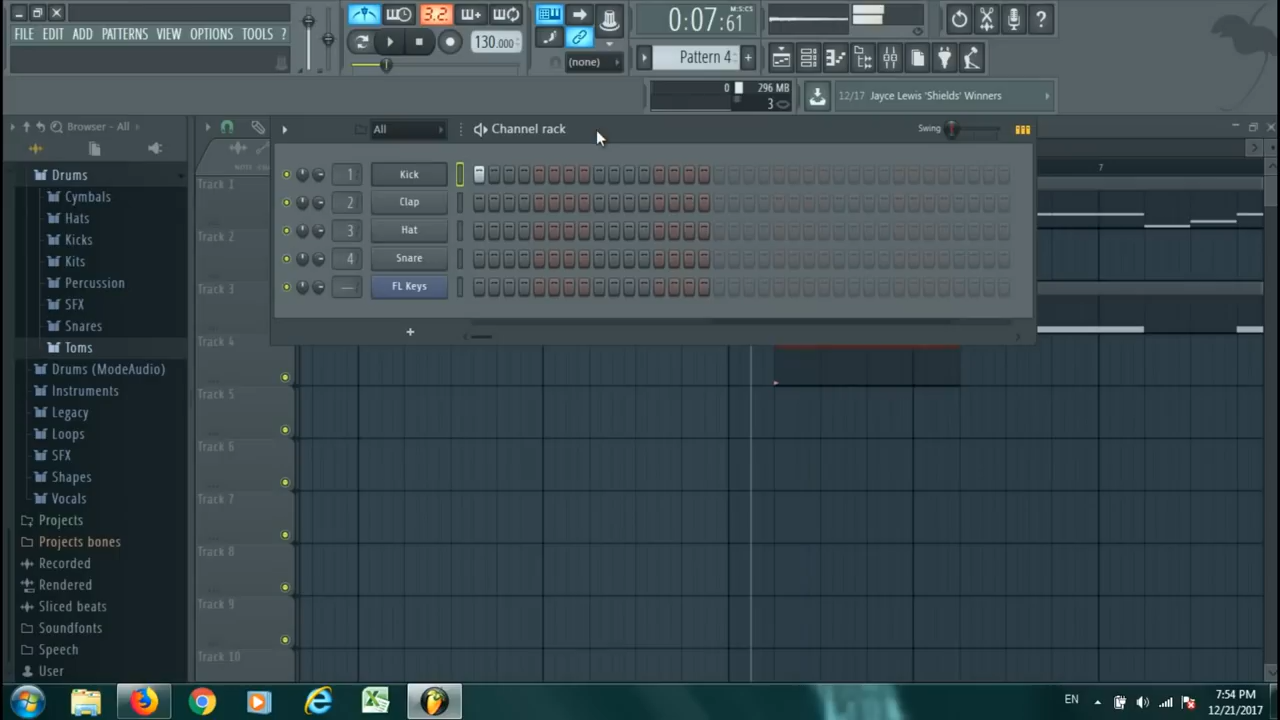 FILE EDIT ADD PATTERNS VIEW OPTIONS TOOLS ?
3.2
130.000
0:07:61
M:S:CS
(none)
Pattern 4
+
?
0
296 MB
3
12/17 Jayce Lewis 'Shields' Winners
Browser - All
All
Channel rack
Swing
1 Kick
2 Clap
3 Hat
4 Snare
FL Keys
+
7
Drums
Cymbals
Hats
Kicks
Kits
Percussion
SFX
Snares
Toms
Drums (ModeAudio)
Instruments
Legacy
Loops
SFX
Shapes
Vocals
Projects
Projects bones
Recorded
Rendered
Sliced beats
Soundfonts
Speech
User
Track 1
Track 2
Track 3
Track 4
Track 5
Track 6
Track 7
Track 8
Track 9
Track 10
EN
7:54 PM
12/21/2017